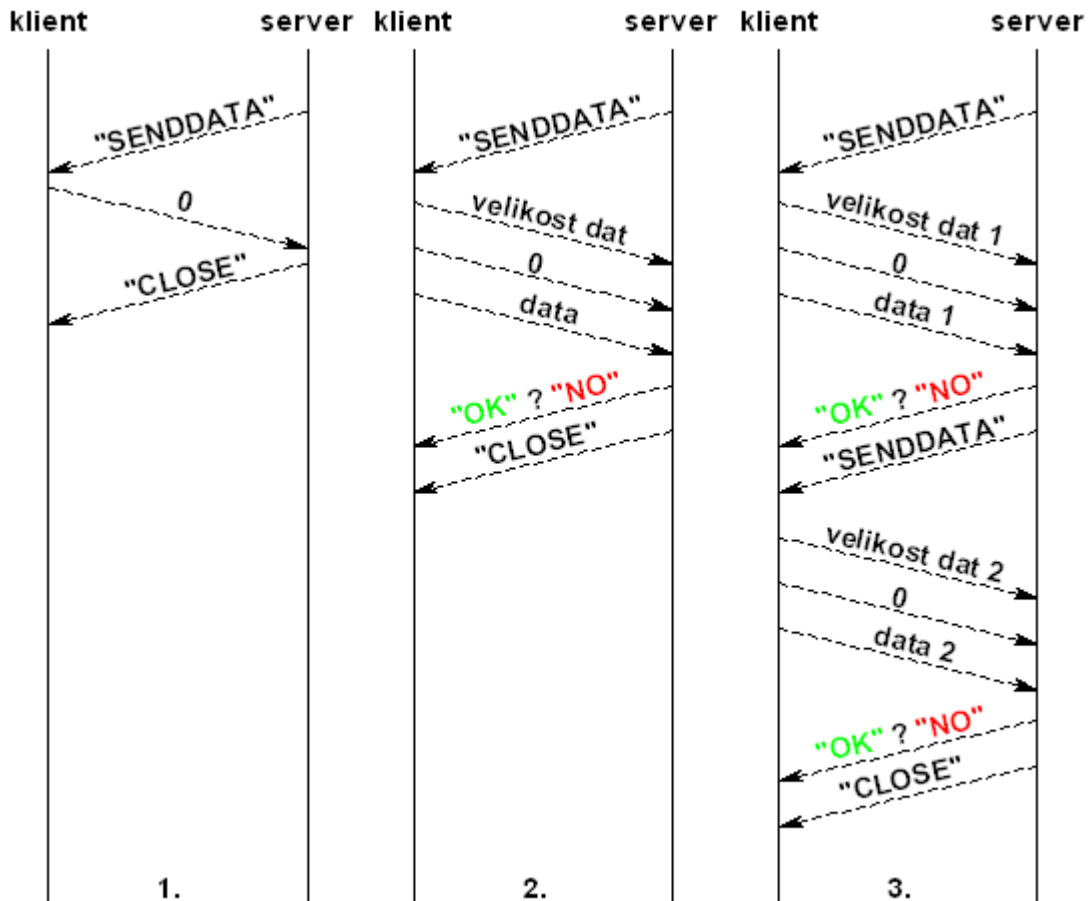 klient server klient server klient server
"SENDDATA"
0
"CLOSE"
1.
"SENDDATA"
velikost dat
0
data
"OK" ? "NO"
"CLOSE"
2.
"SENDDATA"
velikost dat 1
0
data 1
"OK" ? "NO"
"SENDDATA"
velikost dat 2
0
data 2
"OK" ? "NO"
"CLOSE"
3.